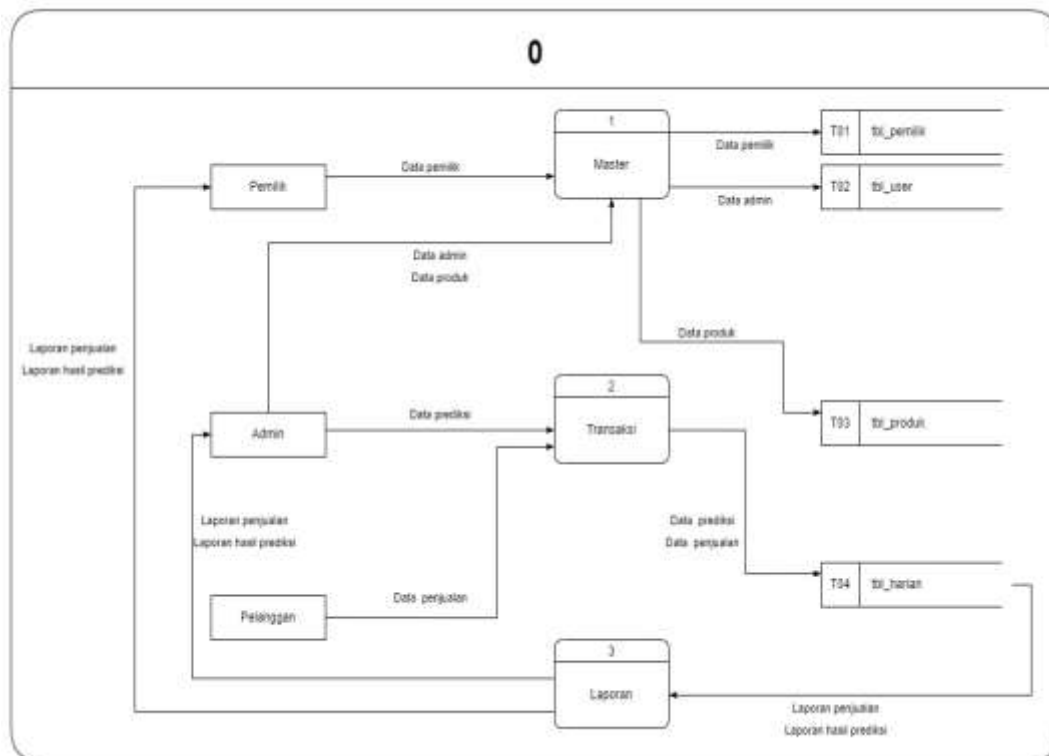 0
1
Master
Data pemilik
T01 tbl_pemilik
Data pemilik
Pemilik
T02 tbl_user
Data admin
Data admin
Data produk
Data produk
Laporan penjualan
Laporan hasil prediksi
2
Transaksi
Data prediksi
Admin
T03 tbl_produk
Laporan penjualan
Laporan hasil prediksi
Data prediksi
Data penjualan
T04 tbl_harian
Data penjualan
Pelanggan
3
Laporan
Laporan penjualan
Laporan hasil prediksi